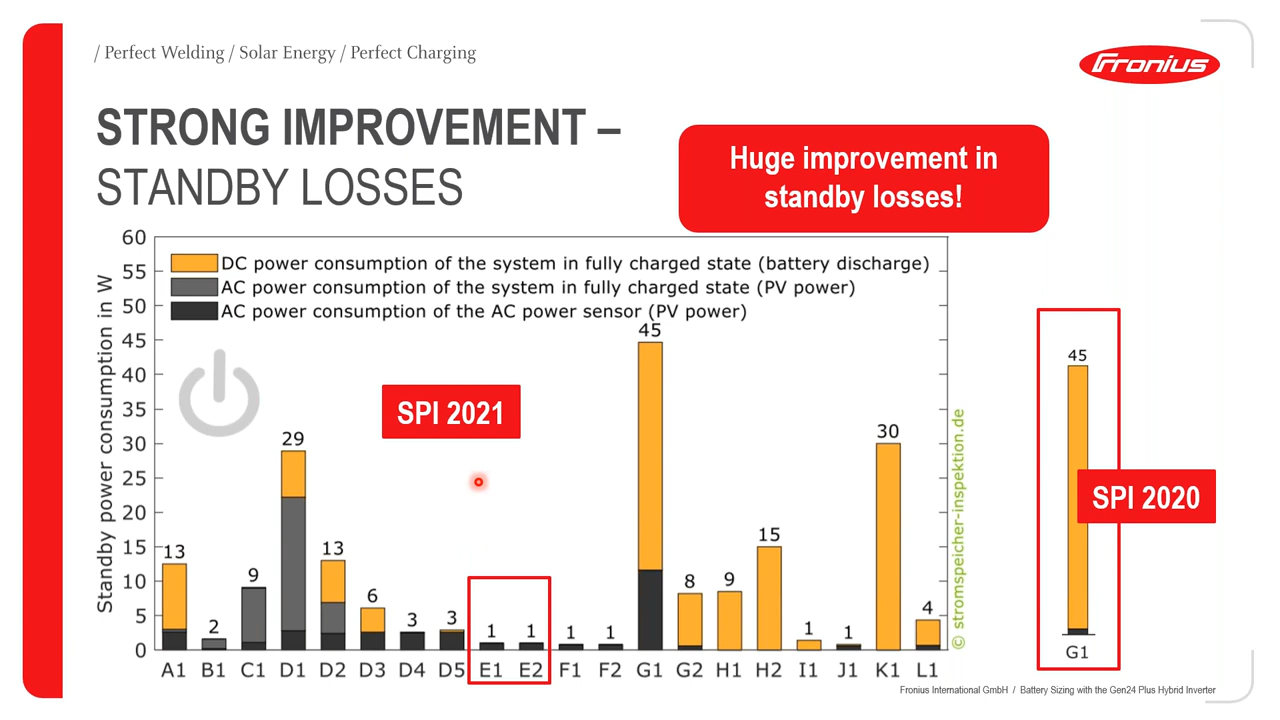 / Perfect Welding / Solar Energy / Perfect Charging
Fronius
STRONG IMPROVEMENT –
STANDBY LOSSES
Huge improvement in
standby losses!
Standby power consumption in W
60
55
50
45
40
35
30
25
20
15
10
5
0
DC power consumption of the system in fully charged state (battery discharge)
AC power consumption of the system in fully charged state (PV power)
AC power consumption of the AC power sensor (PV power)
SPI 2021
13
2
9
29
13
6
3
3
1
1
1
1
45
8
9
15
1
1
30
4
A1 B1 C1 D1 D2 D3 D4 D5 E1 E2 F1 F2 G1 G2 H1 H2 I1 J1 K1 L1
© stromspeicher-inspektion.de
45
SPI 2020
G1
Fronius International GmbH / Battery Sizing with the Gen24 Plus Hybrid Inverter